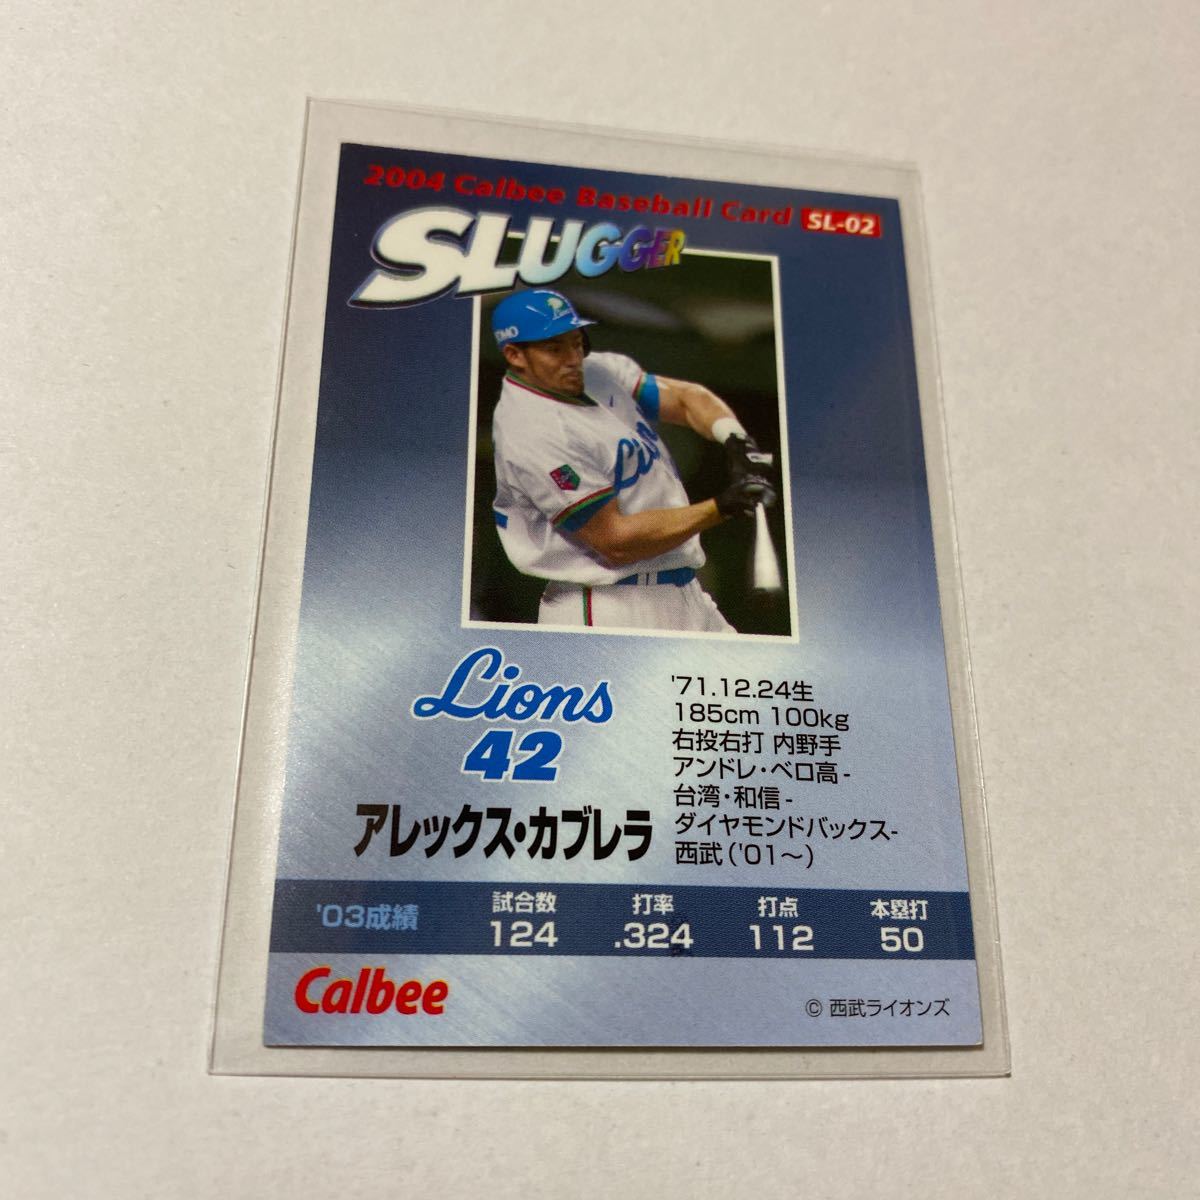 2004 Calbee Baseball Card SL-02
SLUGGER
Lions
42
アレックス・カブレラ
'71.12.24生
185cm 100kg
右投右打 内野手
アンドレ・ベロ高-
台湾・和信-
ダイヤモンドバックス-
西武('01〜)
'03成績
試合数 打率 打点 本塁打
124 .324 112 50
Calbee
© 西武ライオンズ